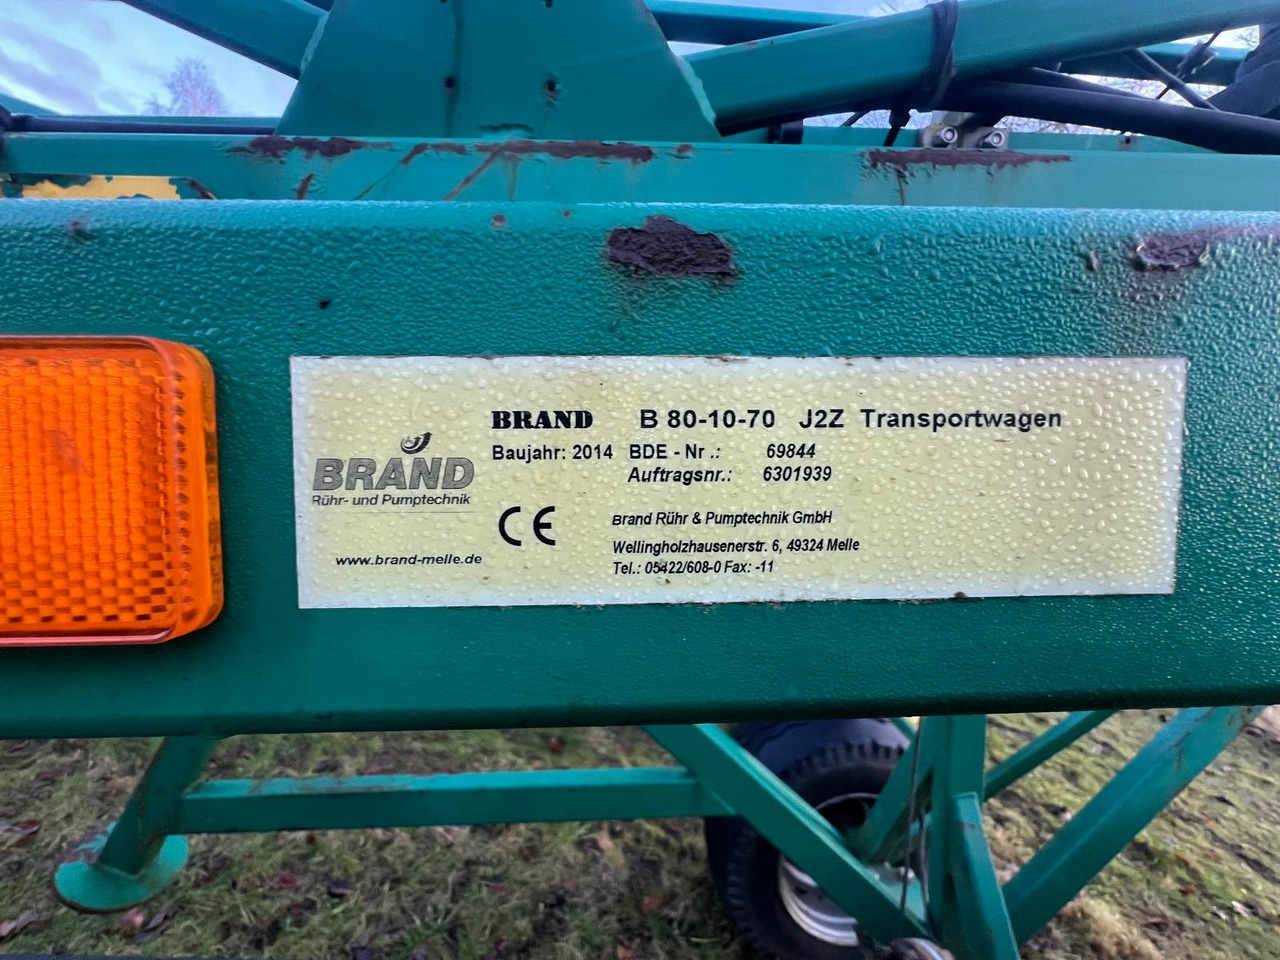 BRAND
Rühr- und Pumptechnik
www.brand-melle.de
BRAND B 80-10-70 J2Z Transportwagen
Baujahr: 2014 BDE - Nr .: 69844
Auftragsnr.: 6301939
CE
Brand Rühr & Pumptechnik GmbH
Wellingholzhausenerstr. 6, 49324 Melle
Tel.: 05422/608-0 Fax: -11